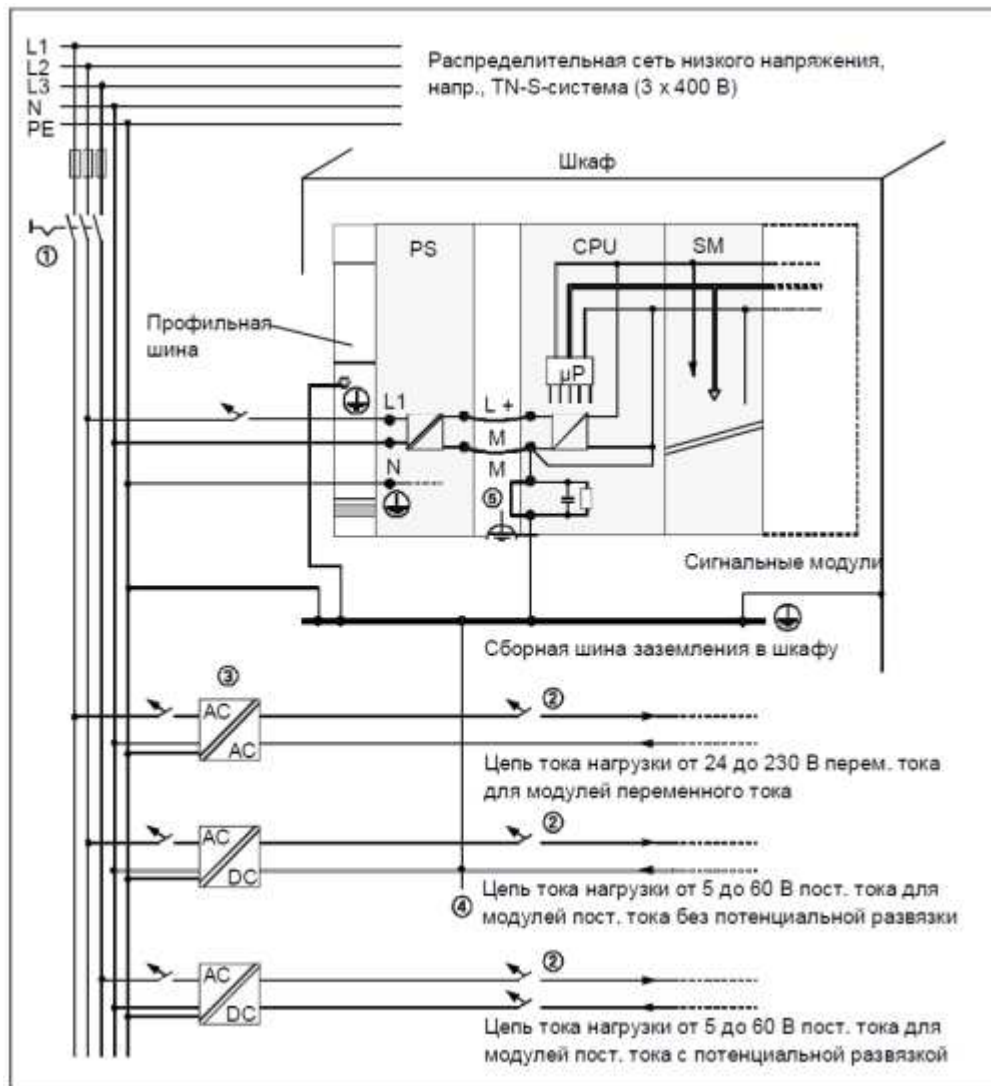 L1
L2
L3
N
PE
Распределительная сеть низкого напряжения,
напр., TN-S-система (3 x 400 В)
Шкаф
①
PS
CPU
SM
Профильная
шина
µP
L1
L +
M
N
M
⑤
Сигнальные модули
Сборная шина заземления в шкафу
③
②
AC
AC
Цепь тока нагрузки от 24 до 230 В перем. тока
для модулей переменного тока
②
AC
DC
④
Цепь тока нагрузки от 5 до 60 В пост. тока для
модулей пост. тока без потенциальной развязки
②
AC
DC
Цепь тока нагрузки от 5 до 60 В пост. тока для
модулей пост. тока с потенциальной развязкой